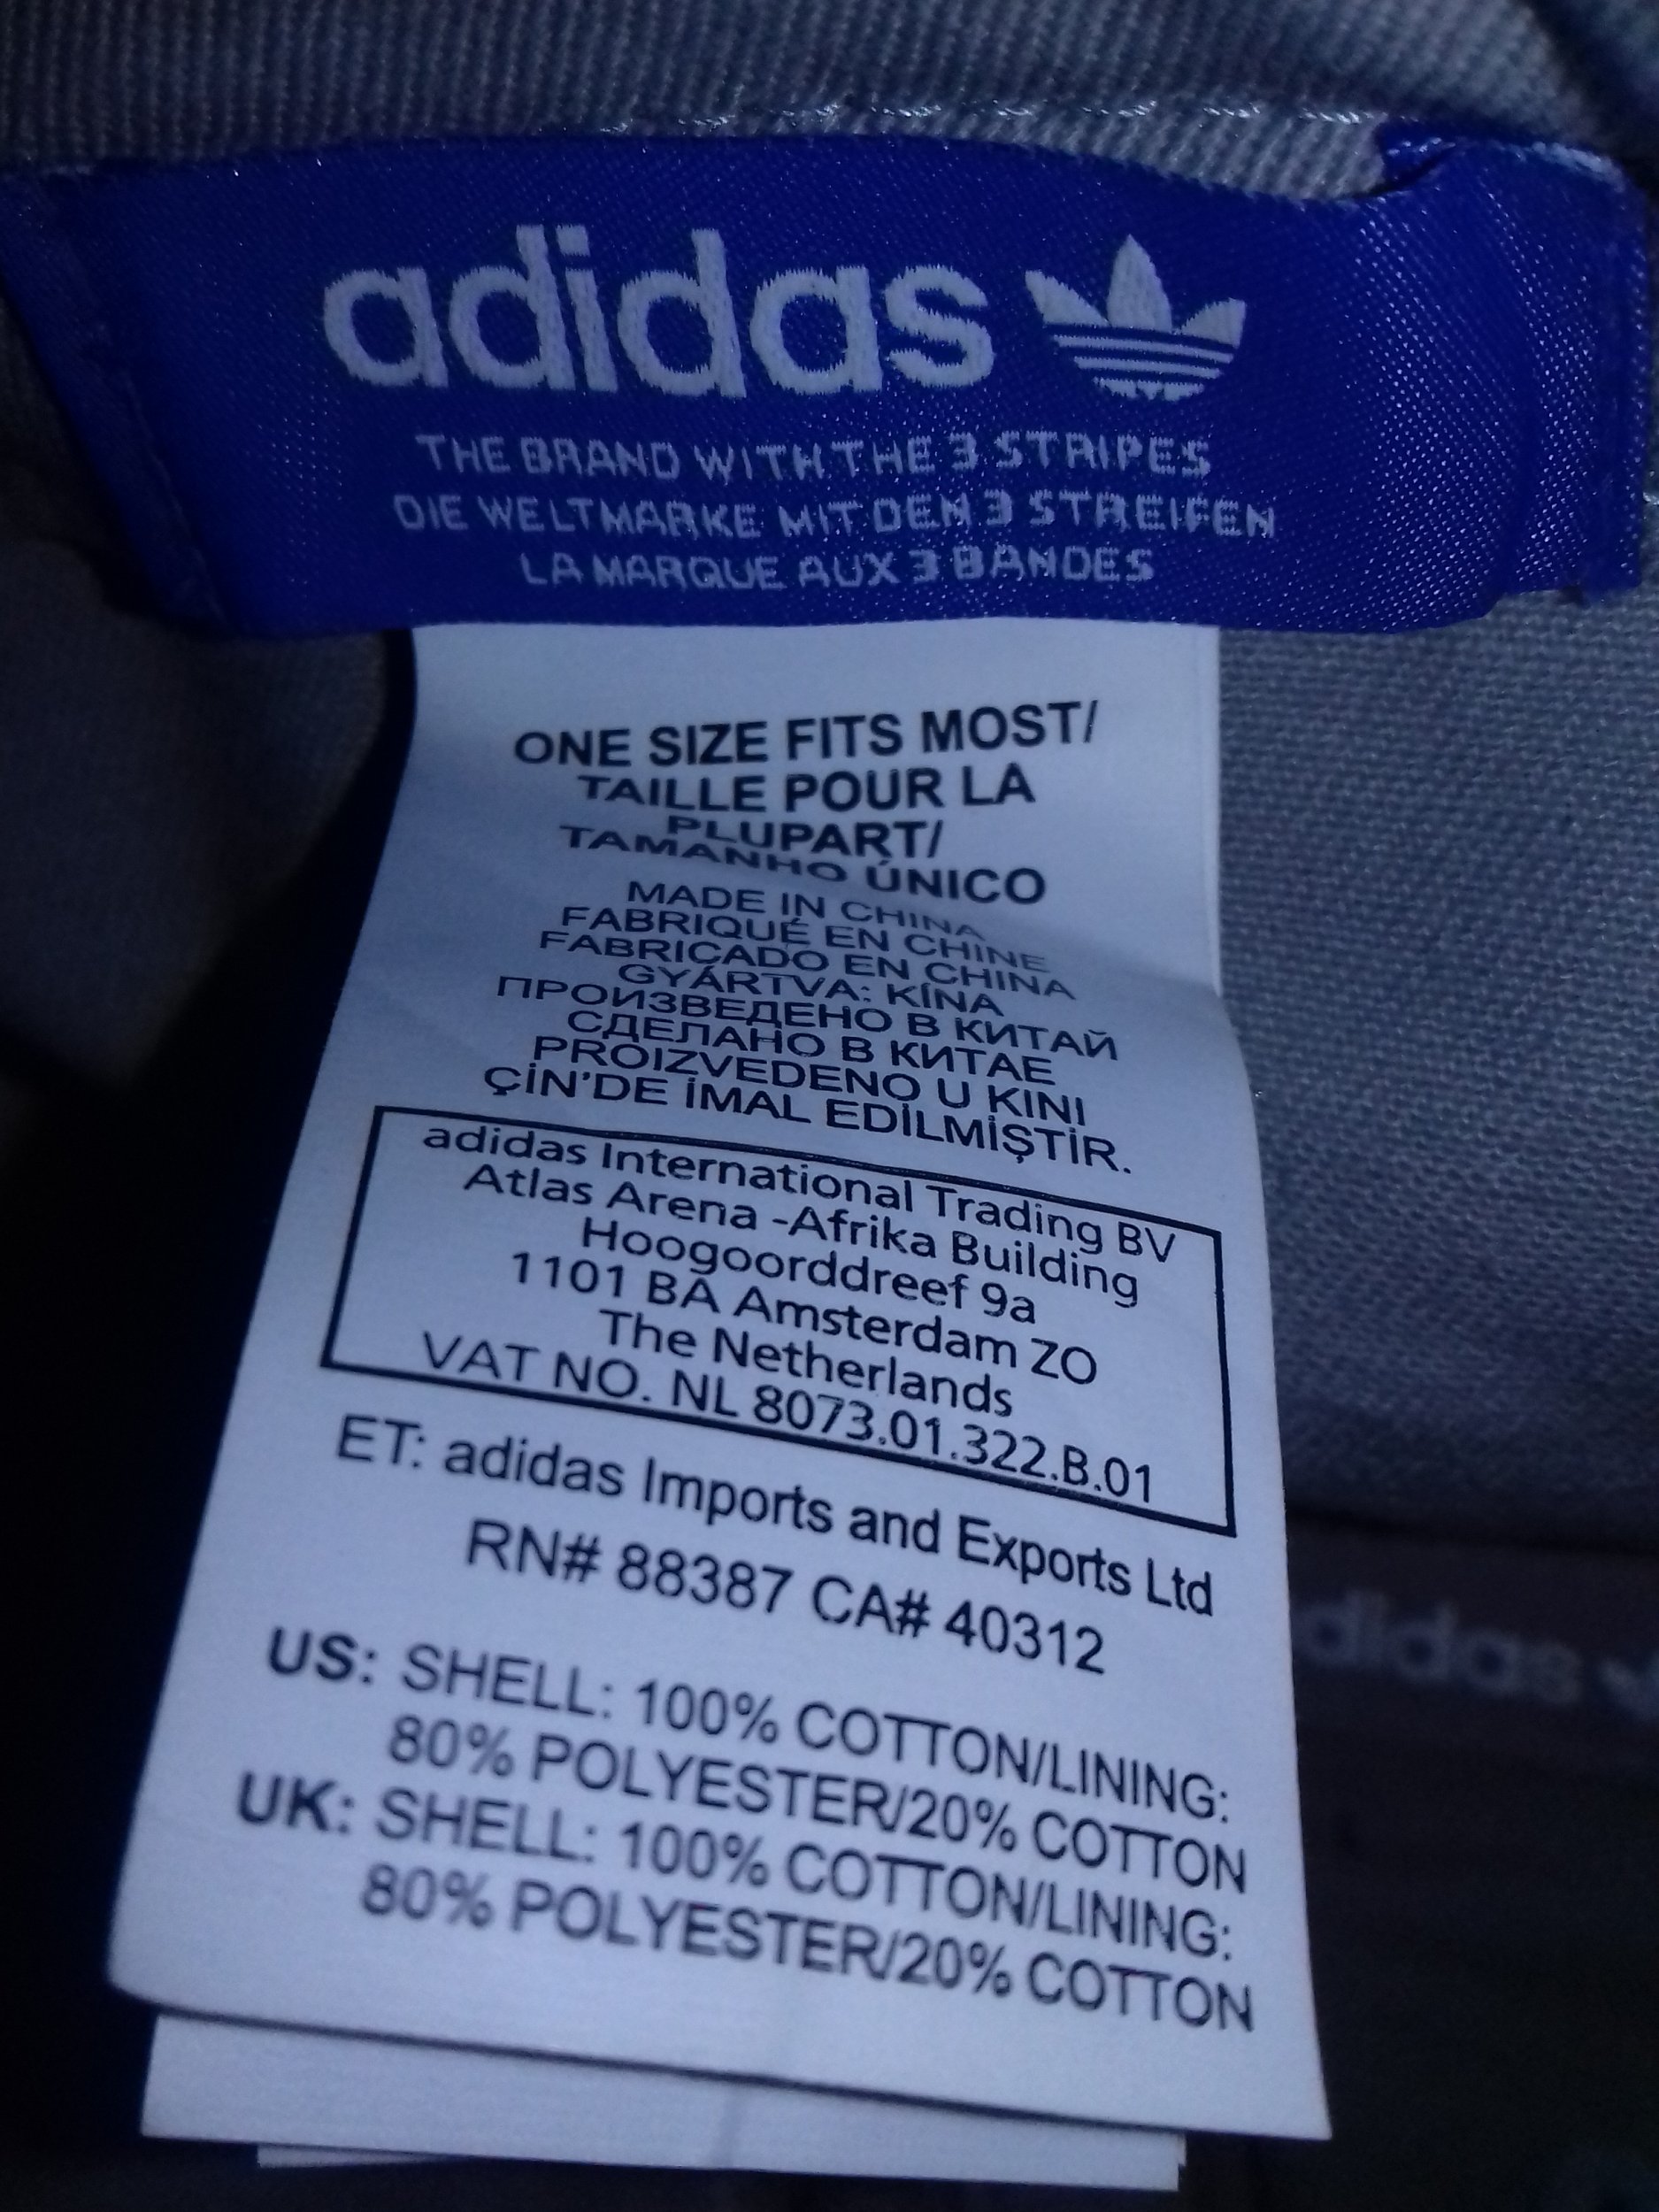 adidas
THE BRAND WITH THE 3 STRIPES
DIE WELTMARKE MIT DEN 3 STREIFEN
LA MARQUE AUX 3 BANDES
ONE SIZE FITS MOST/
TAILLE POUR LA
PLUPART/
TAMANHO ÚNICO
MADE IN CHINA
FABRIQUÉ EN CHINE
FABRICADO EN CHINA
GYÁRTVA: KÍNA
ПРОИЗВЕДЕНО В КИТАЙ
СДЕЛАНО В КИТАЕ
PROIZVEDENO U KINI
ÇİN'DE İMAL EDİLMİŞTİR.
adidas International Trading BV
Atlas Arena -Afrika Building
Hoogoorddreef 9a
1101 BA Amsterdam ZO
The Netherlands
VAT NO. NL 8073.01.322.B.01
ET: adidas Imports and Exports Ltd
RN# 88387 CA# 40312
US: SHELL: 100% COTTON/LINING:
80% POLYESTER/20% COTTON
UK: SHELL: 100% COTTON/LINING:
80% POLYESTER/20% COTTON
adidas